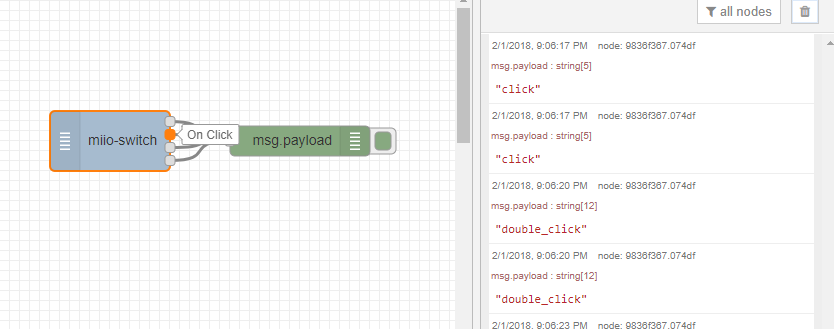 all nodes
miio-switch
On Click
msg.payload
2/1/2018, 9:06:17 PM node: 9836f367.074df
msg.payload : string[5]
"click"
2/1/2018, 9:06:17 PM node: 9836f367.074df
msg.payload : string[5]
"click"
2/1/2018, 9:06:20 PM node: 9836f367.074df
msg.payload : string[12]
"double_click"
2/1/2018, 9:06:20 PM node: 9836f367.074df
msg.payload : string[12]
"double_click"
2/1/2018, 9:06:23 PM node: 9836f367.074df